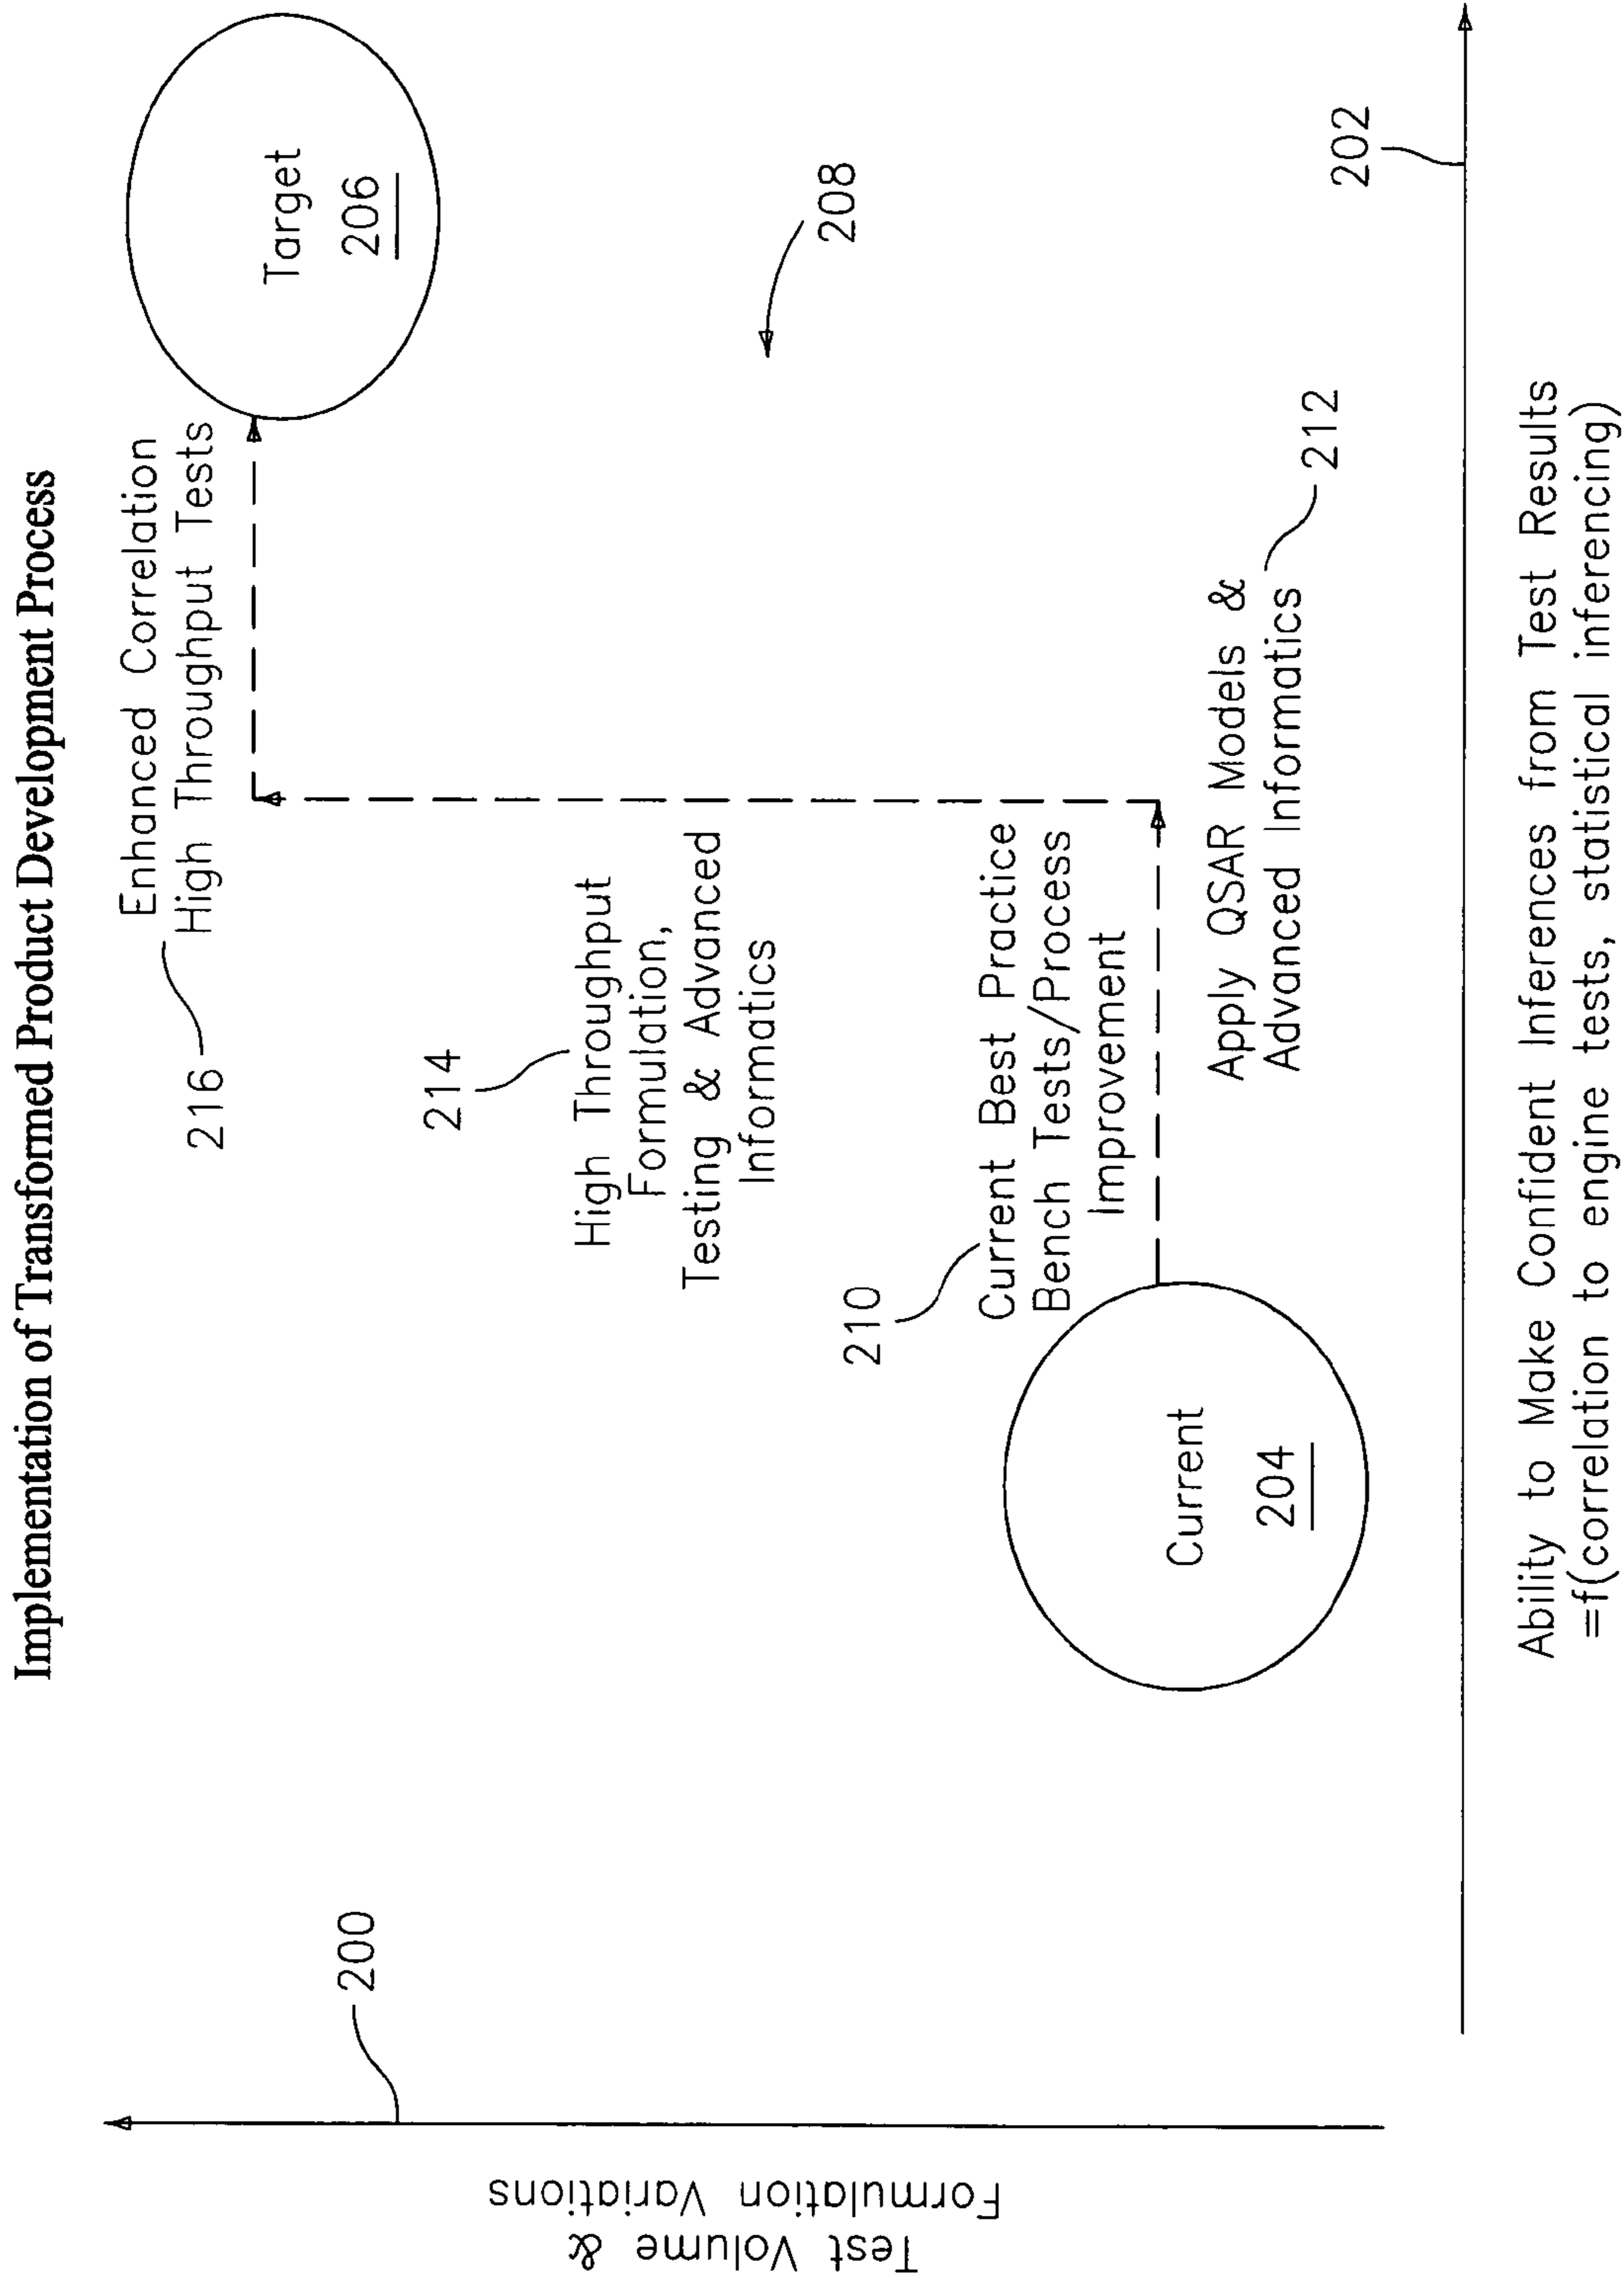 Implementation of Transformed Product Development Process
Enhanced Correlation
High Throughput Tests
216
Target
206
214
High Throughput
Formulation,
Testing & Advanced
Informatics
208
210
Current Best Practice
Bench Tests/Process
Improvement
Apply QSAR Models &
Advanced Informatics
212
Current
204
200
202
Test Volume &
Formulation Variations
Ability to Make Confident Inferences from Test Results
=f(correlation to engine tests, statistical inferencing)